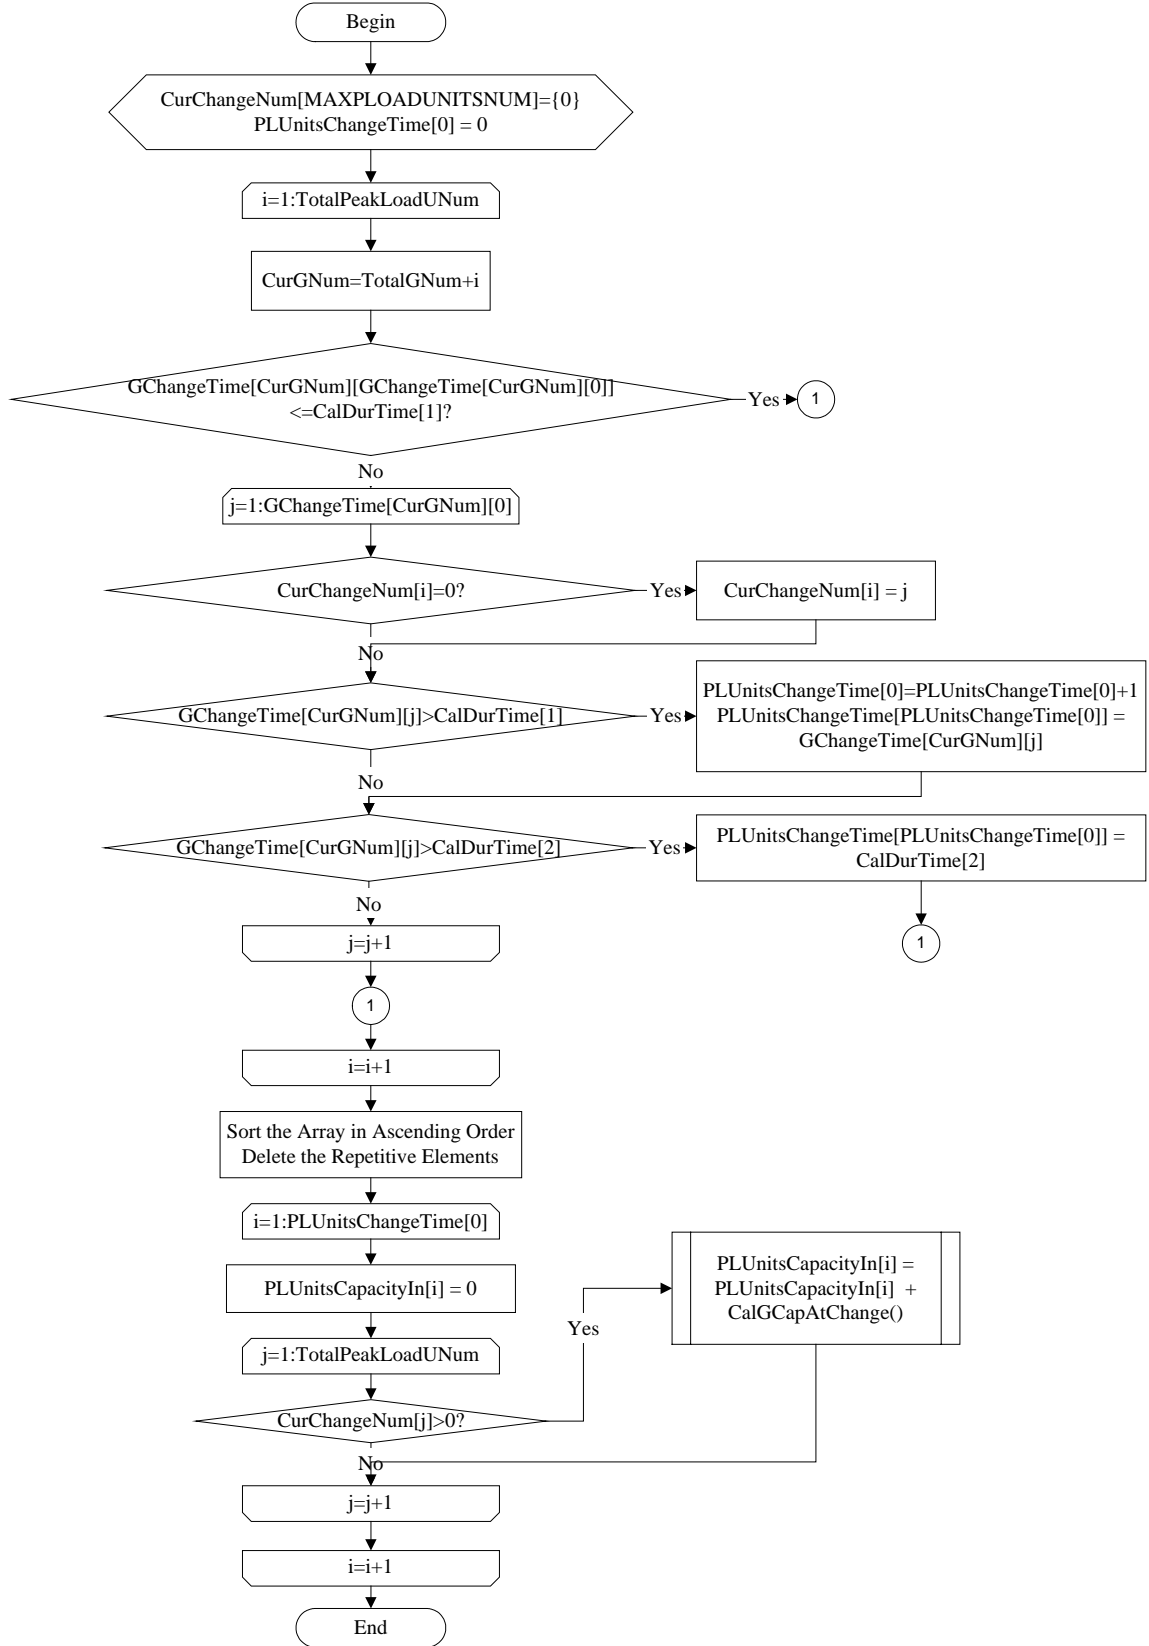 Begin
CurChangeNum[MAXPLOADUNITSNUM]={0}
PLUnitsChangeTime[0] = 0
i=1:TotalPeakLoadUNum
CurGNum=TotalGNum+i
GChangeTime[CurGNum][GChangeTime[CurGNum][0]]
<=CalDurTime[1]?
Yes
1
No
j=1:GChangeTime[CurGNum][0]
CurChangeNum[i]=0?
Yes
CurChangeNum[i] = j
No
GChangeTime[CurGNum][j]>CalDurTime[1]
Yes
PLUnitsChangeTime[0]=PLUnitsChangeTime[0]+1
PLUnitsChangeTime[PLUnitsChangeTime[0]] =
GChangeTime[CurGNum][j]
No
GChangeTime[CurGNum][j]>CalDurTime[2]
Yes
PLUnitsChangeTime[PLUnitsChangeTime[0]] =
CalDurTime[2]
No
1
j=j+1
1
i=i+1
Sort the Array in Ascending Order
Delete the Repetitive Elements
i=1:PLUnitsChangeTime[0]
PLUnitsCapacityIn[i] = 0
j=1:TotalPeakLoadUNum
CurChangeNum[j]>0?
Yes
PLUnitsCapacityIn[i] =
PLUnitsCapacityIn[i] +
CalGCapAtChange()
No
j=j+1
i=i+1
End